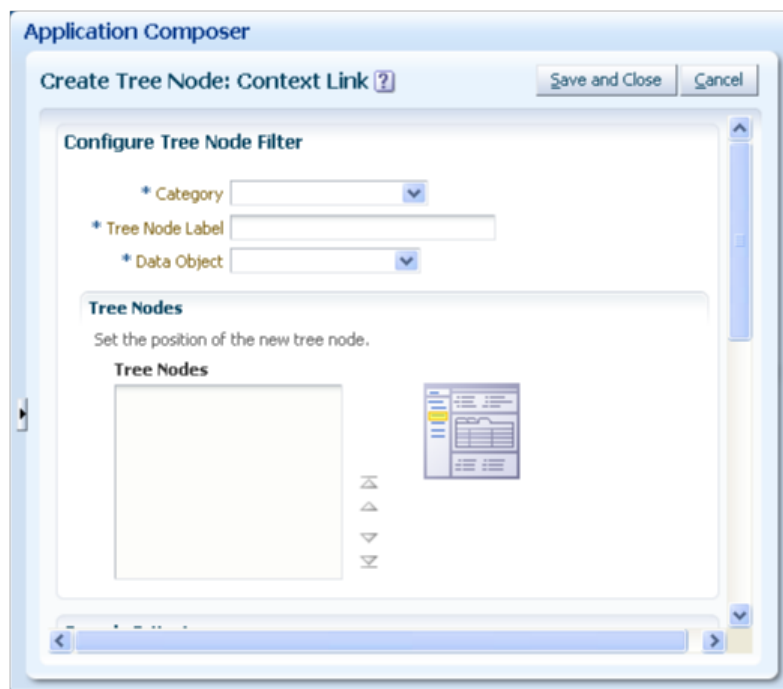 Application Composer
Create Tree Node: Context Link ?
Save and Close
Cancel
Configure Tree Node Filter
* Category
* Tree Node Label
* Data Object
Tree Nodes
Set the position of the new tree node.
Tree Nodes